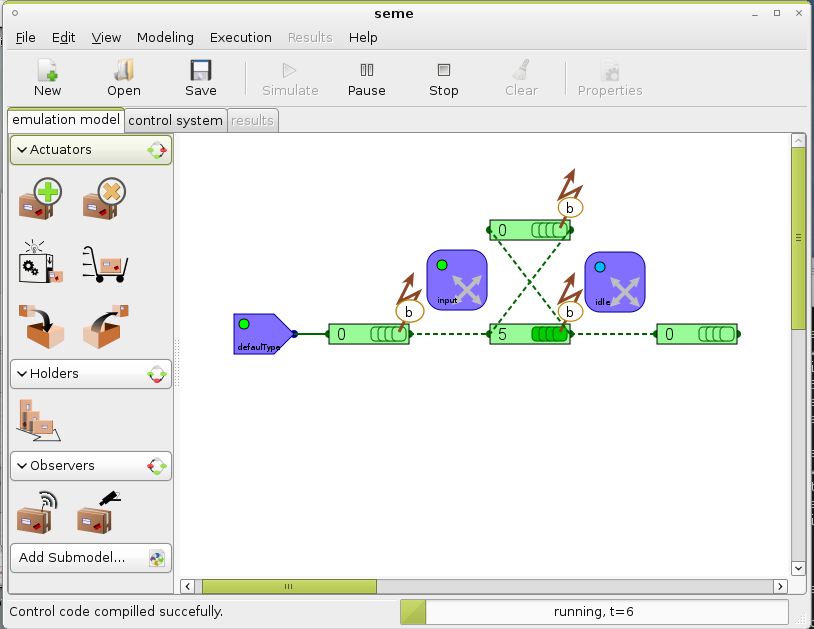 seme
File Edit View Modeling Execution Results Help
New Open Save Simulate Pause Stop Clear Properties
emulation model control system results
Actuators
b
0
input
idle
b b
defaulType 0 5 0
Holders
Observers
Add Submodel...
Control code compilled succefully. running, t=6